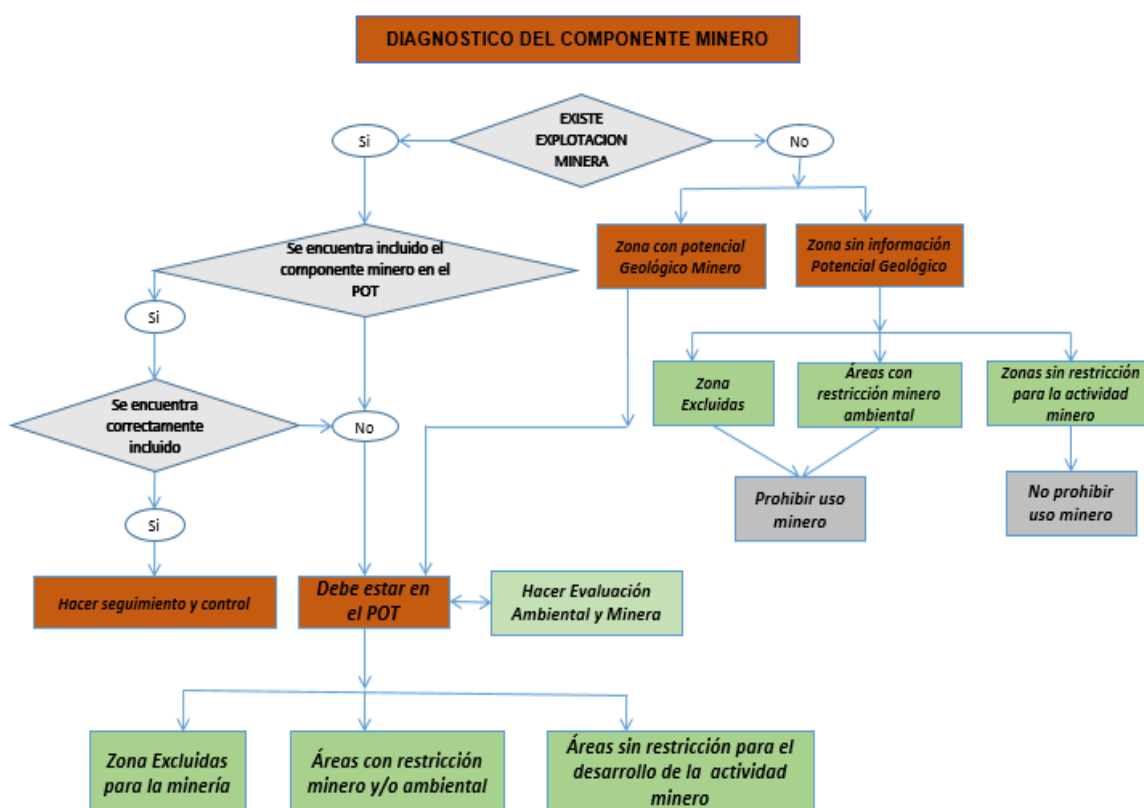 DIAGNOSTICO DEL COMPONENTE MINERO
EXISTE
EXPLOTACION
MINERA
Si
No
Se encuentra incluido el
componente minero en el
POT
Zona con potencial
Geológico Minero
Zona sin información
Potencial Geológico
Si
Zona
Excluidas
Áreas con
restricción minero
ambiental
Zonas sin restricción
para la actividad
minero
Se encuentra
correctamente
incluido
No
Prohibir uso
minero
No prohibir
uso minero
Si
Hacer seguimiento y control
Debe estar en
el POT
Hacer Evaluación
Ambiental y Minera
Zona Excluidas
para la minería
Áreas con restricción
minero y/o ambiental
Áreas sin restricción para el
desarrollo de la actividad
minero